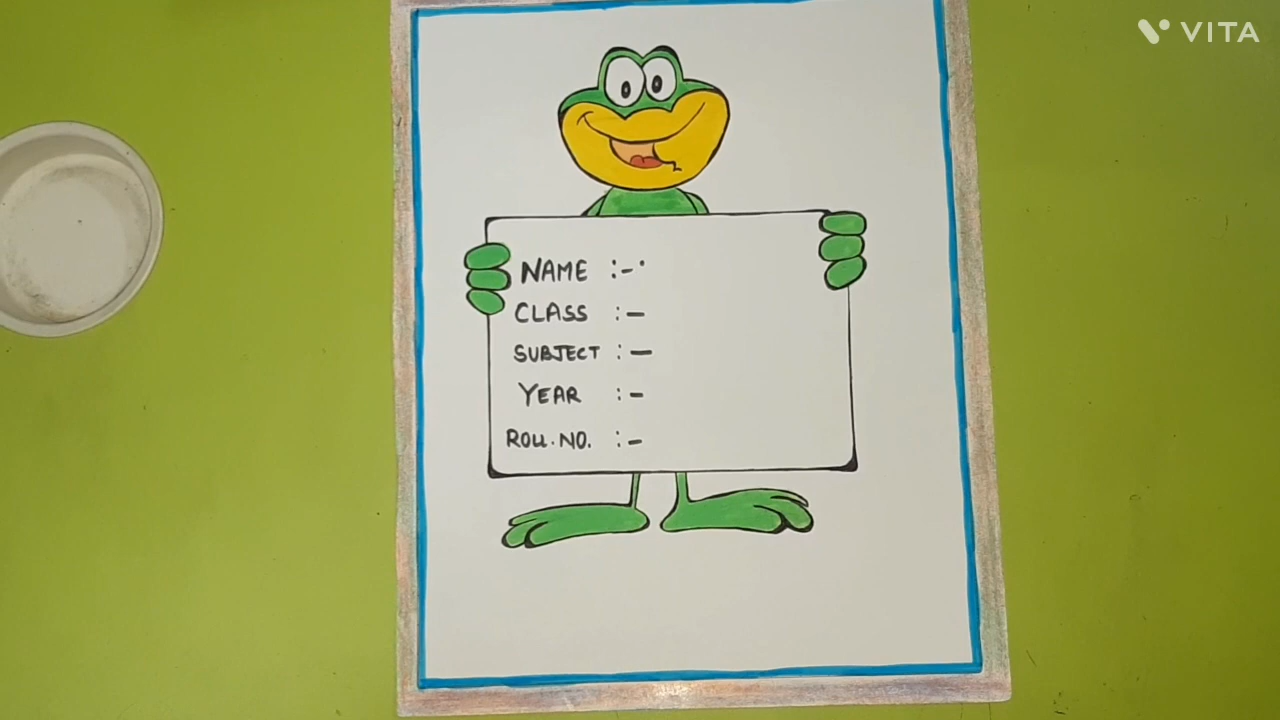 VITA
NAME :-
CLASS :-
SUBJECT :-
YEAR :-
ROLL.NO. :-